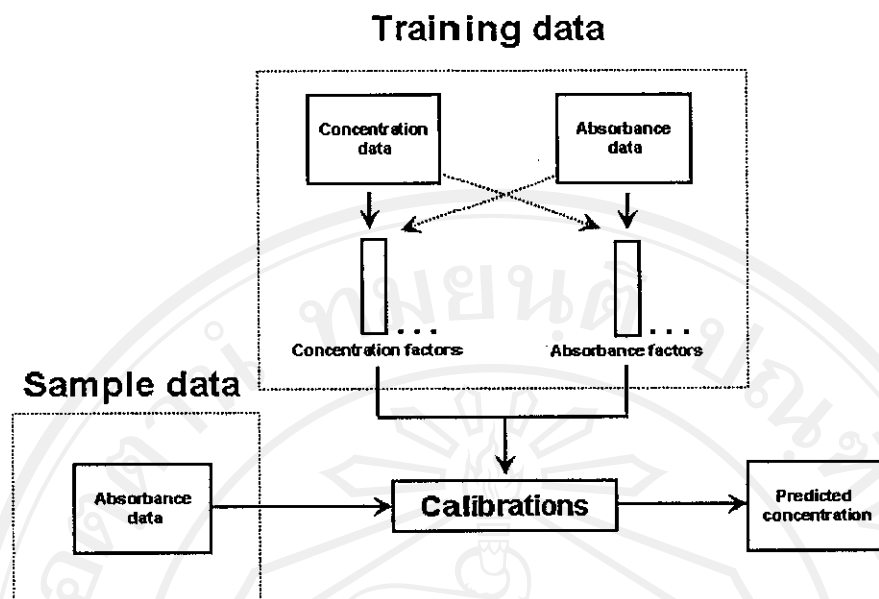 Training data
Concentration
data
Absorbance
data
...
...
Concentration factors
Absorbance factors
Sample data
Absorbance
data
Calibrations
Predicted
concentration